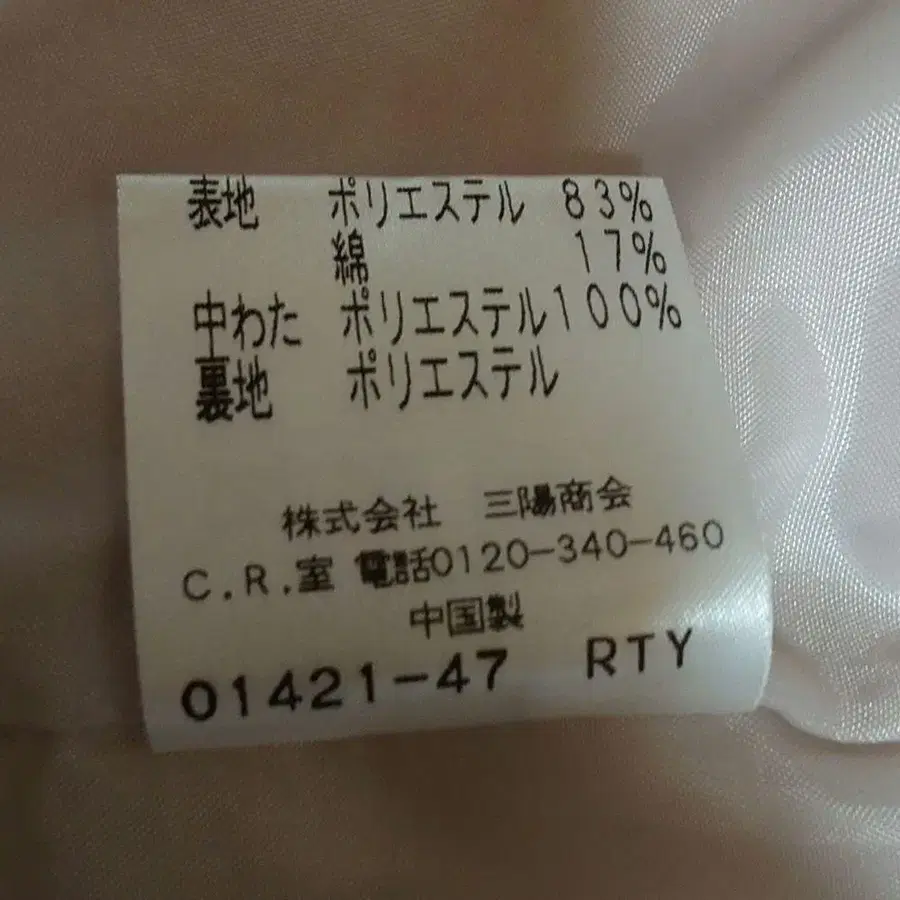 表地 ポリエステル 83%
綿 17%
中わた ポリエステル100%
裏地 ポリエステル
株式会社 三陽商会
C.R.室 電話0120-340-460
中国製
01421-47 RTY